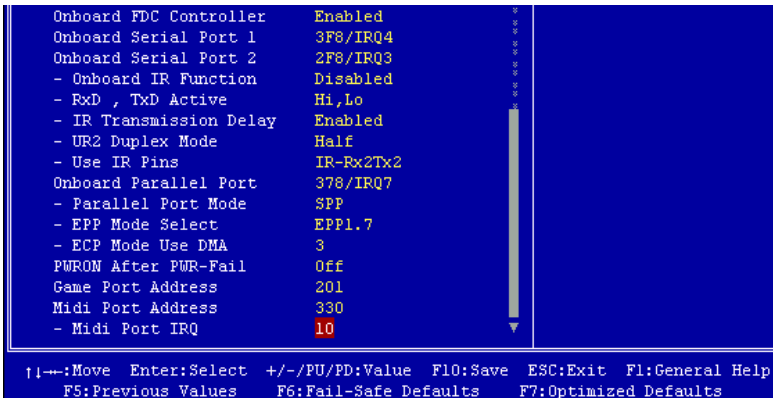 Onboard FDC Controller Enabled
Onboard Serial Port 1 3F8/IRQ4
Onboard Serial Port 2 2F8/IRQ3
- Onboard IR Function Disabled
- RxD , TxD Active Hi,Lo
- IR Transmission Delay Enabled
- UR2 Duplex Mode Half
- Use IR Pins IR-Rx2Tx2
Onboard Parallel Port 378/IRQ7
- Parallel Port Mode SPP
- EPP Mode Select EPP1.7
- ECP Mode Use DMA 3
PWRON After PWR-Fail Off
Game Port Address 201
Midi Port Address 330
- Midi Port IRQ 10
↑↓→←:Move Enter:Select +/-/PU/PD:Value F10:Save ESC:Exit F1:General Help
F5:Previous Values F6:Fail-Safe Defaults F7:Optimized Defaults